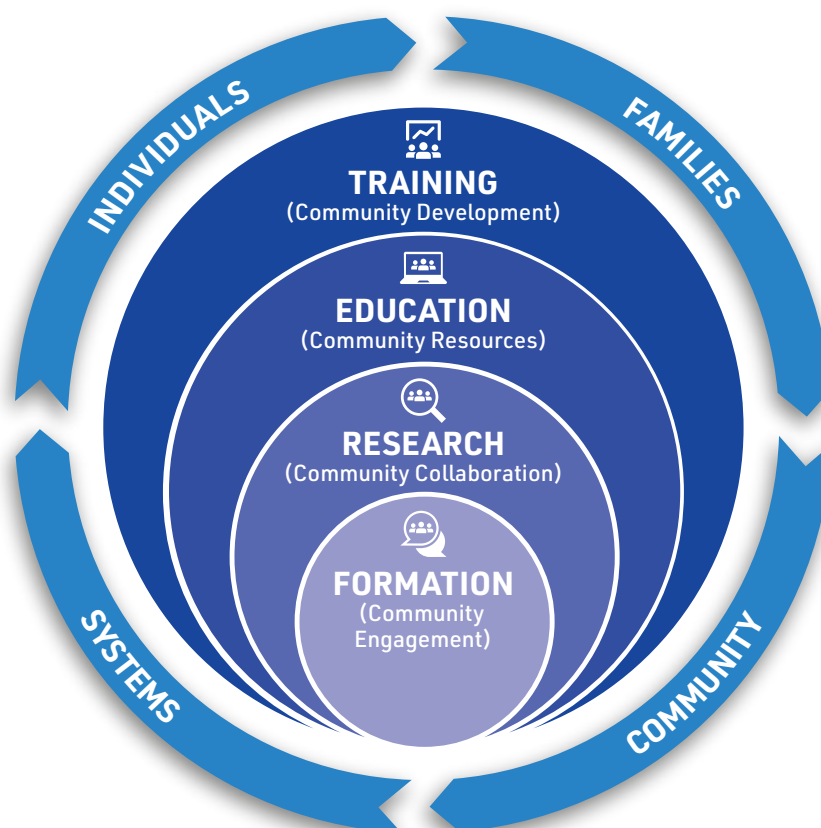 INDIVIDUALS
FAMILIES
TRAINING
(Community Development)
EDUCATION
(Community Resources)
RESEARCH
(Community Collaboration)
FORMATION
(Community
Engagement)
SYSTEMS
COMMUNITY